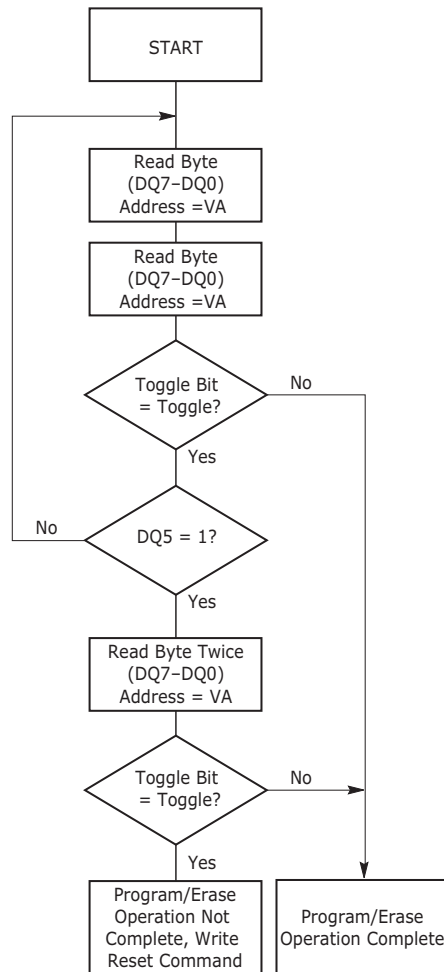 START
Read Byte
(DQ7–DQ0)
Address =VA
Read Byte
(DQ7–DQ0)
Address =VA
Toggle Bit
= Toggle?
No
Yes
No
DQ5 = 1?
Yes
Read Byte Twice
(DQ7–DQ0)
Address = VA
Toggle Bit
= Toggle?
No
Yes
Program/Erase
Operation Not
Complete, Write
Reset Command
Program/Erase
Operation Complete